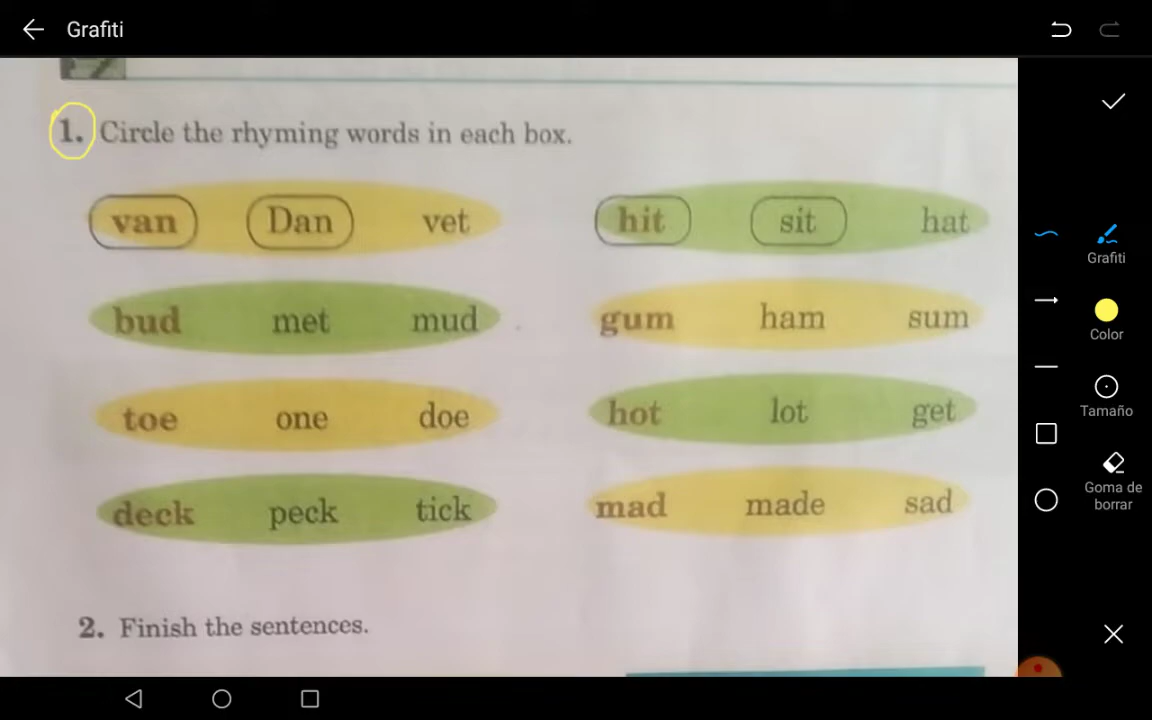 Grafiti
1. Circle the rhyming words in each box.
van Dan vet hit sit hat
bud met mud gum ham sum
toe one doe hot lot get
deck peck tick mad made sad
2. Finish the sentences.
Grafiti
Color
Tamaño
Goma de
borrar